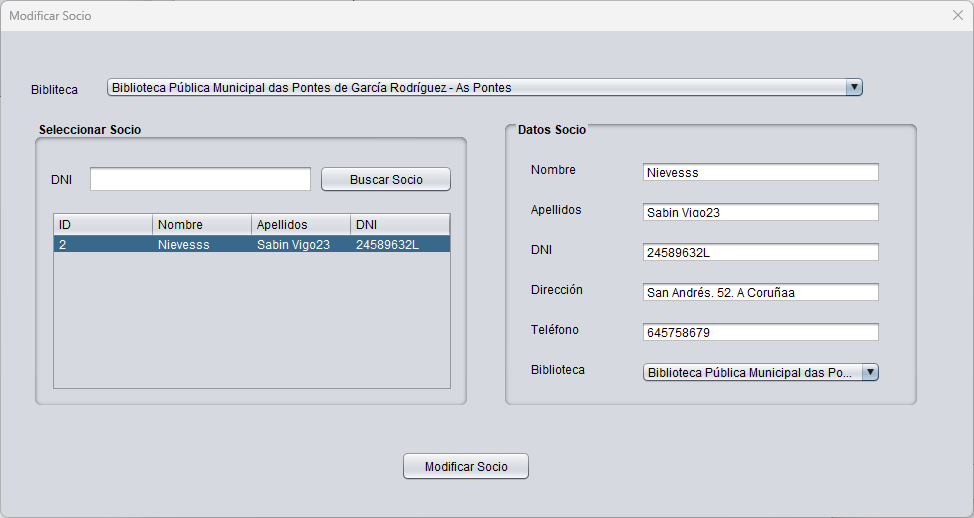 Modificar Socio
Bibliteca
Biblioteca Pública Municipal das Pontes de García Rodríguez - As Pontes
Seleccionar Socio
DNI
Buscar Socio
ID Nombre Apellidos DNI
2 Nievesss Sabin Vigo23 24589632L
Datos Socio
Nombre Nievesss
Apellidos Sabin Vigo23
DNI 24589632L
Dirección San Andrés. 52. A Coruñaa
Teléfono 645758679
Biblioteca Biblioteca Pública Municipal das Po...
Modificar Socio